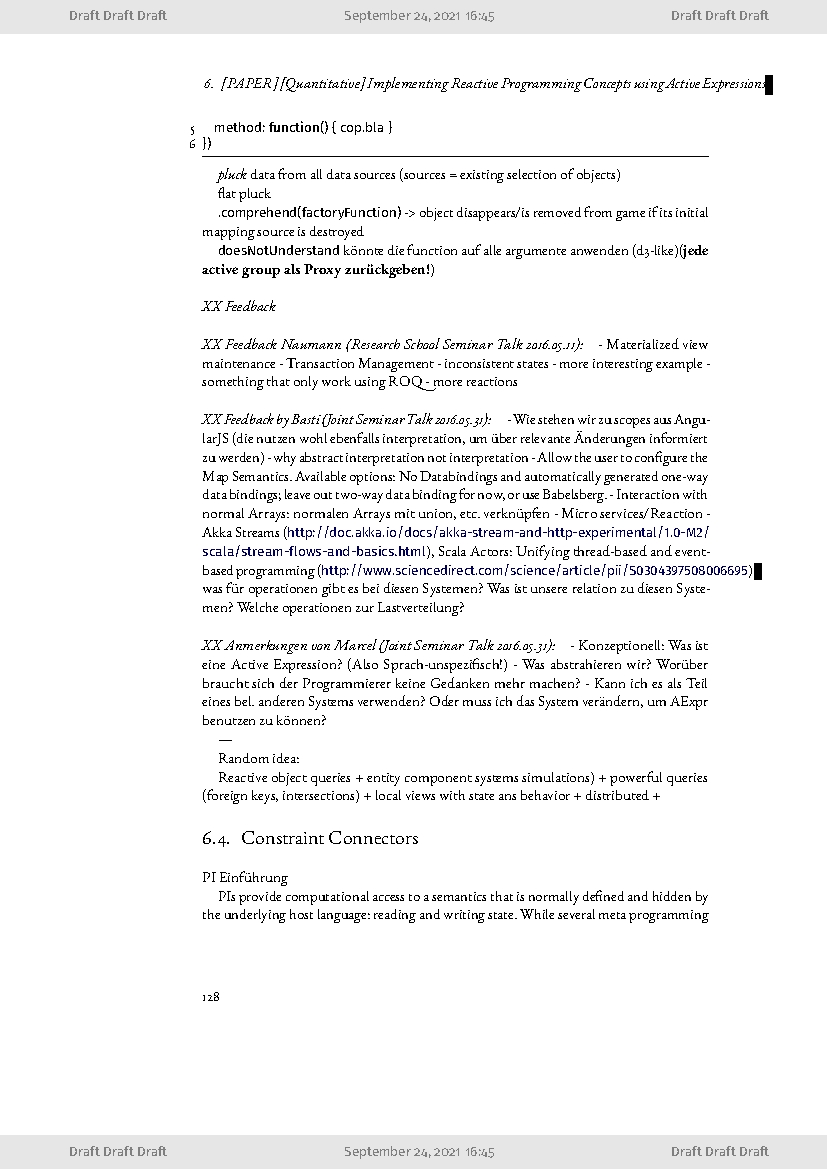 Draft Draft Draft September 24, 2021 16:45 Draft Draft Draft
6. [PAPER][Quantitative] Implementing Reactive Programming Concepts using Active Expressions
5 method: function() { cop.bla }
6 })
pluck data from all data sources (sources = existing selection of objects)
flat pluck
.comprehend(factoryFunction) -> object disappears/is removed from game if its initial
mapping source is destroyed
doesNotUnderstand könnte die function auf alle argumente anwenden (d3-like)(jede
active group als Proxy zurückgeben!)
XX Feedback
XX Feedback Naumann (Research School Seminar Talk 2016.05.11): - Materialized view
maintenance - Transaction Management - inconsistent states - more interesting example -
something that only work using ROQ - more reactions
XX Feedback by Basti (Joint Seminar Talk 2016.05.31): - Wie stehen wir zu scopes aus Angu-
larJS (die nutzen wohl ebenfalls interpretation, um über relevante Änderungen informiert
zu werden) - why abstract interpretation not interpretation - Allow the user to configure the
Map Semantics. Available options: No Databindings and automatically generated one-way
data bindings; leave out two-way data binding for now, or use Babelsberg. - Interaction with
normal Arrays: normalen Arrays mit union, etc. verknüpfen - Micro services/Reaction -
Akka Streams (http://doc.akka.io/docs/akka-stream-and-http-experimental/1.0-M2/
scala/stream-flows-and-basics.html), Scala Actors: Unifying thread-based and event-
based programming (http://www.sciencedirect.com/science/article/pii/S0304397508006695)
was für operationen gibt es bei diesen Systemen? Was ist unsere relation zu diesen Syste-
men? Welche operationen zur Lastverteilung?
XX Anmerkungen von Marcel (Joint Seminar Talk 2016.05.31): - Konzeptionell: Was ist
eine Active Expression? (Also Sprach-unspezifisch!) - Was abstrahieren wir? Worüber
braucht sich der Programmierer keine Gedanken mehr machen? - Kann ich es als Teil
eines bel. anderen Systems verwenden? Oder muss ich das System verändern, um AExpr
benutzen zu können?
—
Random idea:
Reactive object queries + entity component systems simulations) + powerful queries
(foreign keys, intersections) + local views with state ans behavior + distributed +
6.4. Constraint Connectors
PI Einführung
PIs provide computational access to a semantics that is normally defined and hidden by
the underlying host language: reading and writing state. While several meta programming
128
Draft Draft Draft September 24, 2021 16:45 Draft Draft Draft